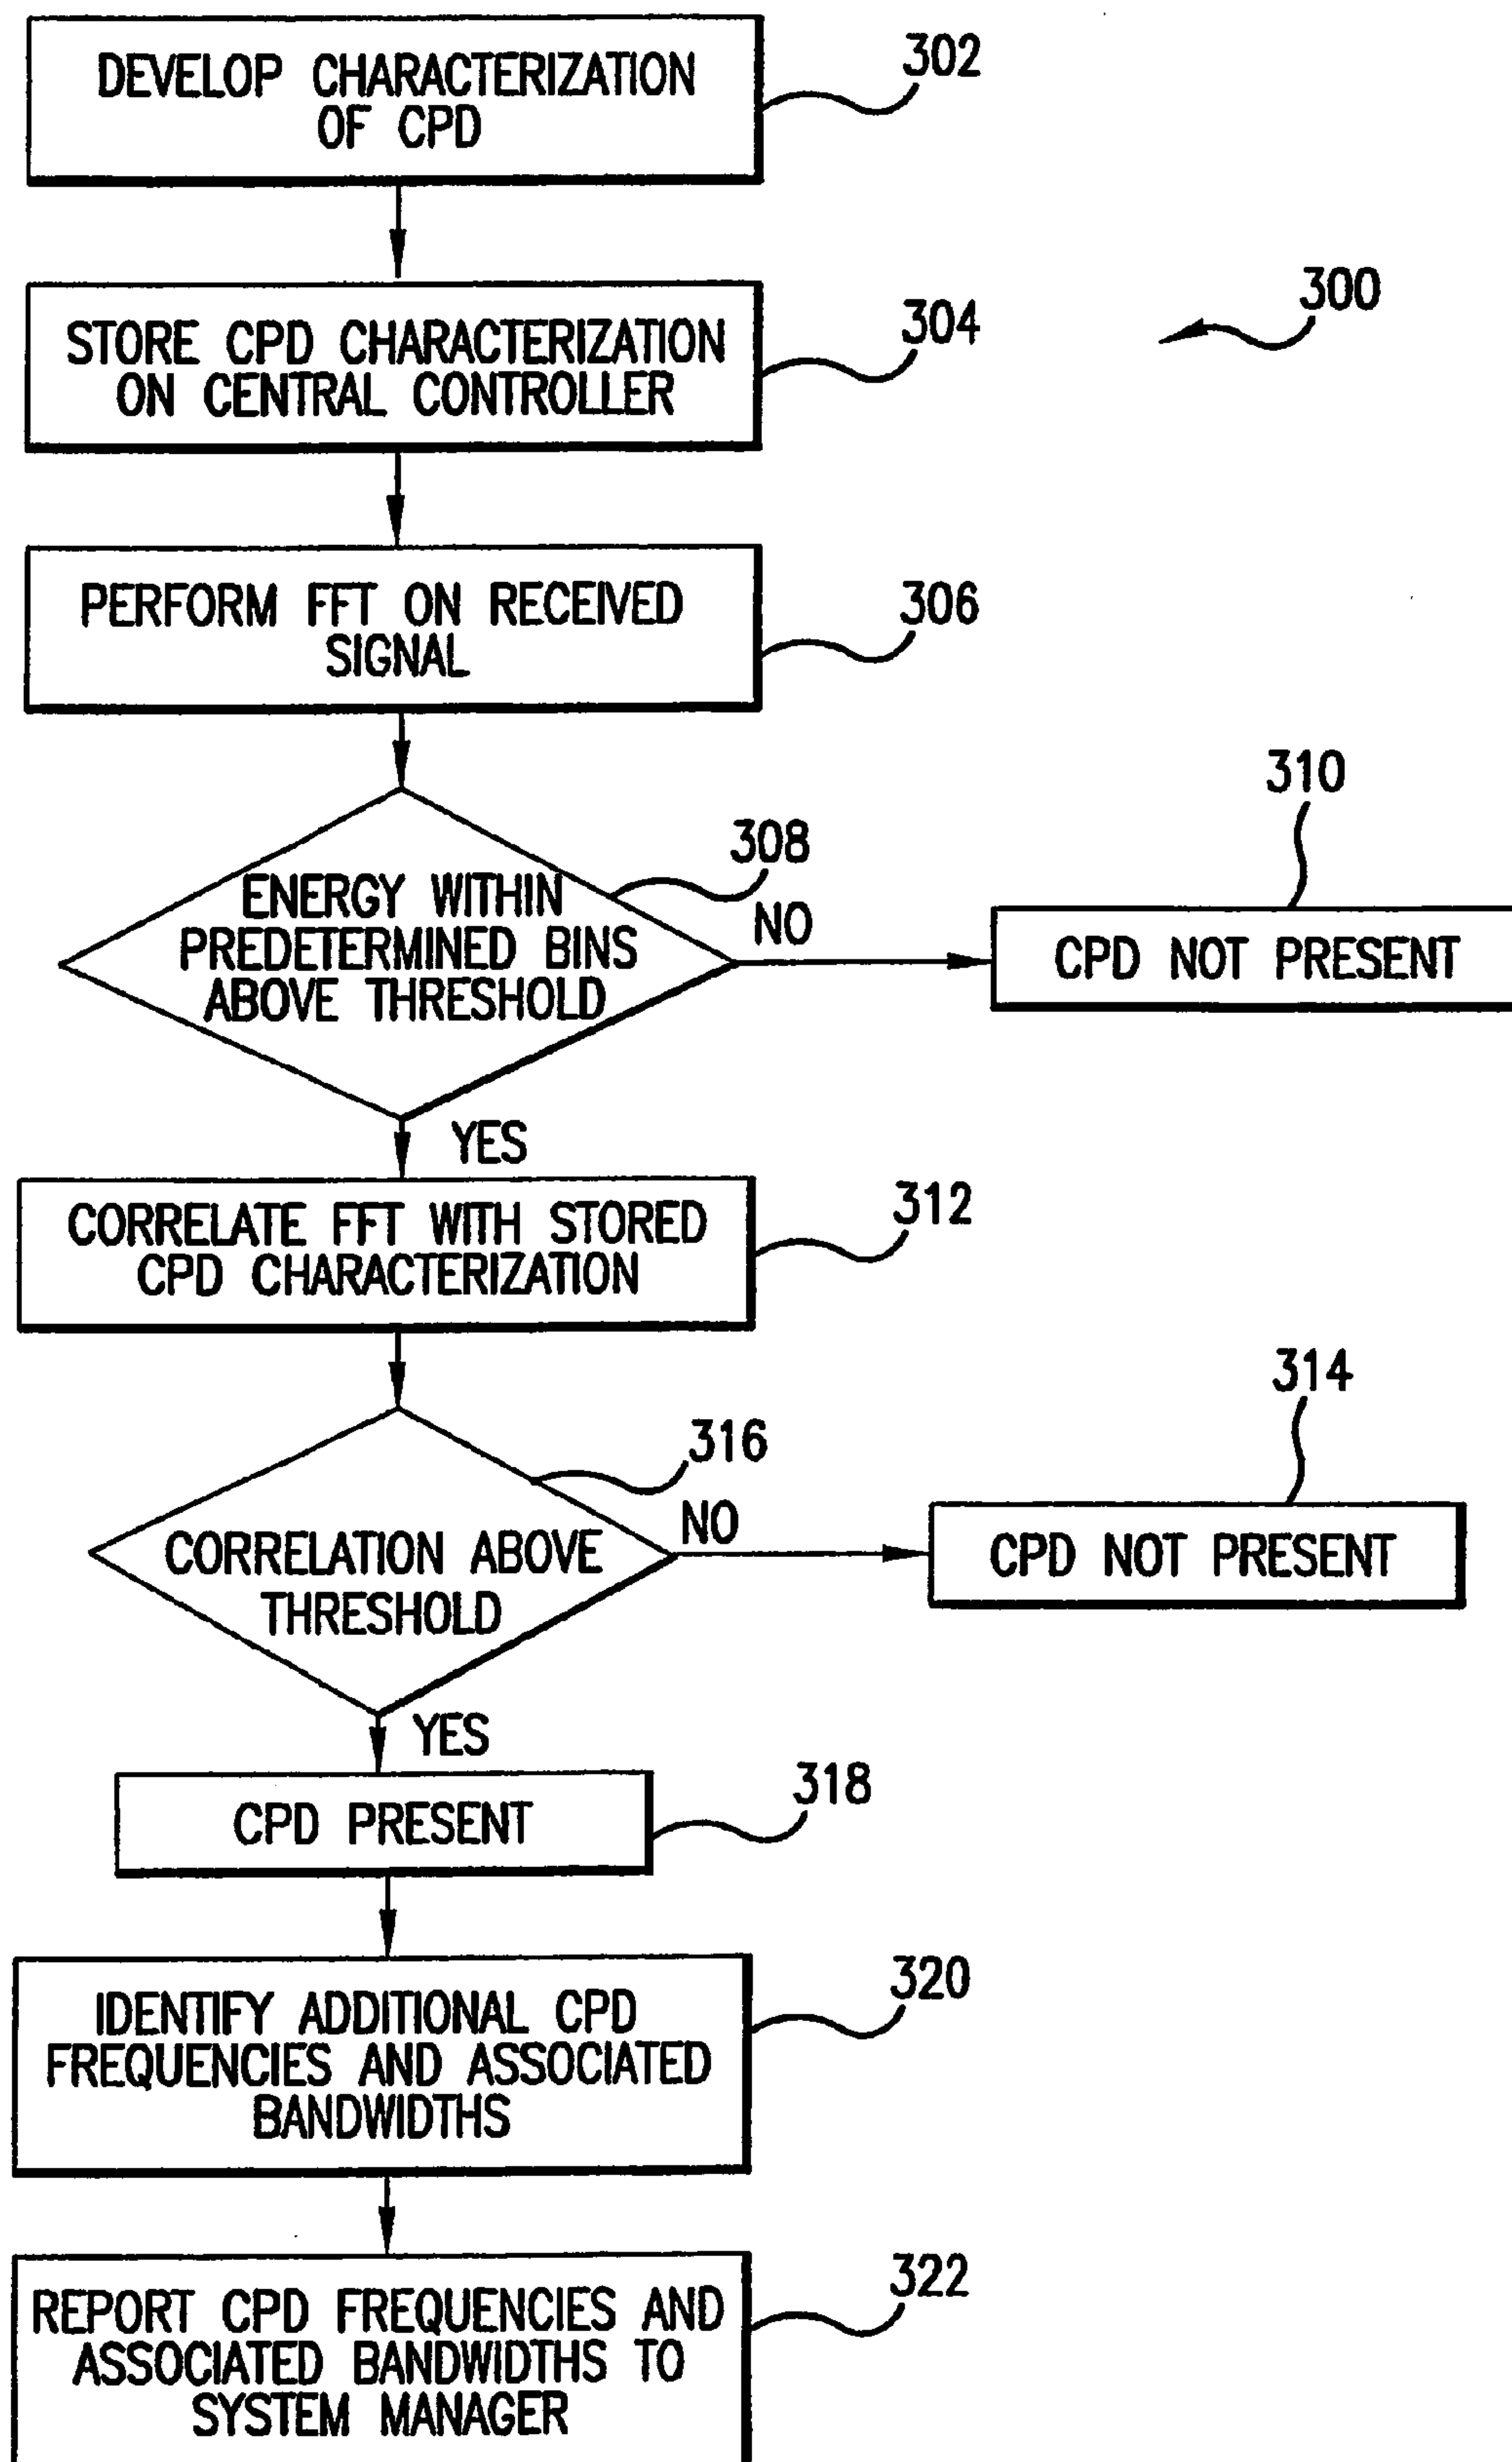 DEVELOP CHARACTERIZATION
OF CPD
302
STORE CPD CHARACTERIZATION
ON CENTRAL CONTROLLER
304
300
PERFORM FFT ON RECEIVED
SIGNAL
306
308
ENERGY WITHIN
PREDETERMINED BINS
ABOVE THRESHOLD
NO
310
CPD NOT PRESENT
YES
CORRELATE FFT WITH STORED
CPD CHARACTERIZATION
312
316
CORRELATION ABOVE
THRESHOLD
NO
314
CPD NOT PRESENT
YES
CPD PRESENT
318
IDENTIFY ADDITIONAL CPD
FREQUENCIES AND ASSOCIATED
BANDWIDTHS
320
REPORT CPD FREQUENCIES AND
ASSOCIATED BANDWIDTHS TO
SYSTEM MANAGER
322